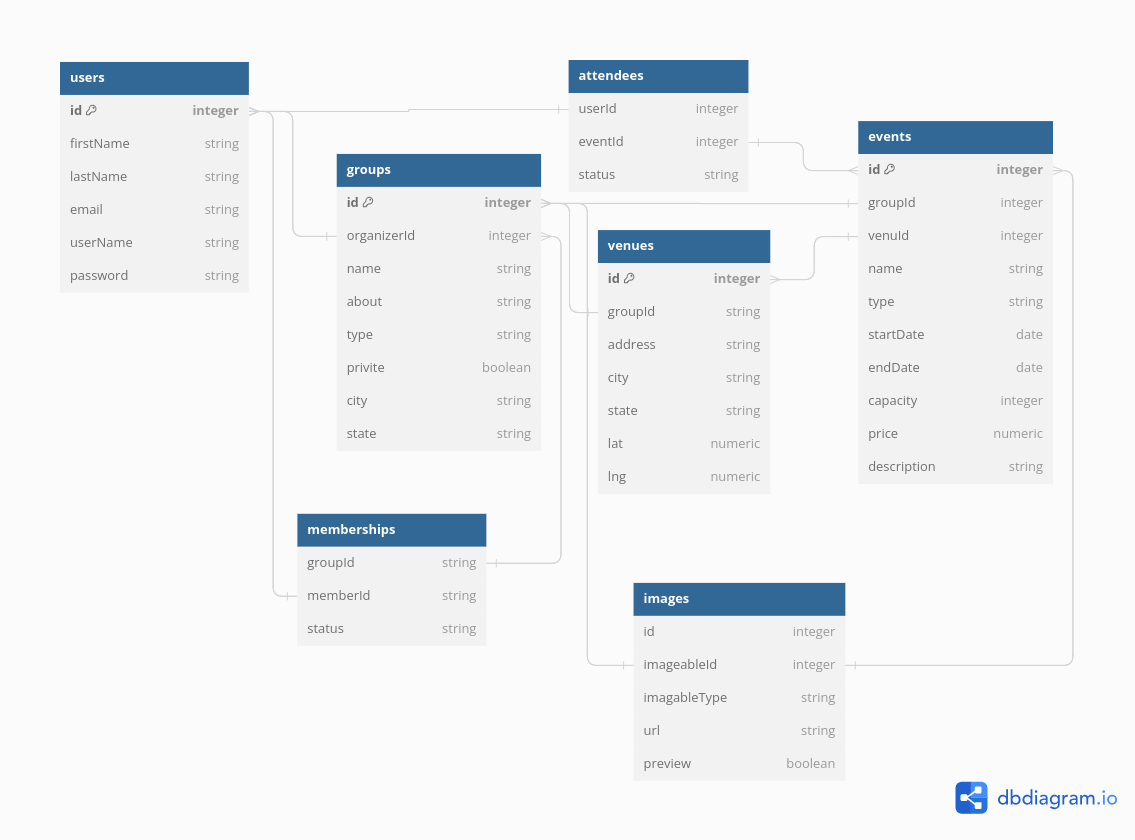 users
id integer
firstName string
lastName string
email string
userName string
password string
groups
id integer
organizerId integer
name string
about string
type string
privite boolean
city string
state string
memberships
groupId string
memberId string
status string
attendees
userId integer
eventId integer
status string
venues
id integer
groupId string
address string
city string
state string
lat numeric
lng numeric
events
id integer
groupId integer
venuId integer
name string
type string
startDate date
endDate date
capacity integer
price numeric
description string
images
id integer
imageableId integer
imagableType string
url string
preview boolean
dbdiagram.io